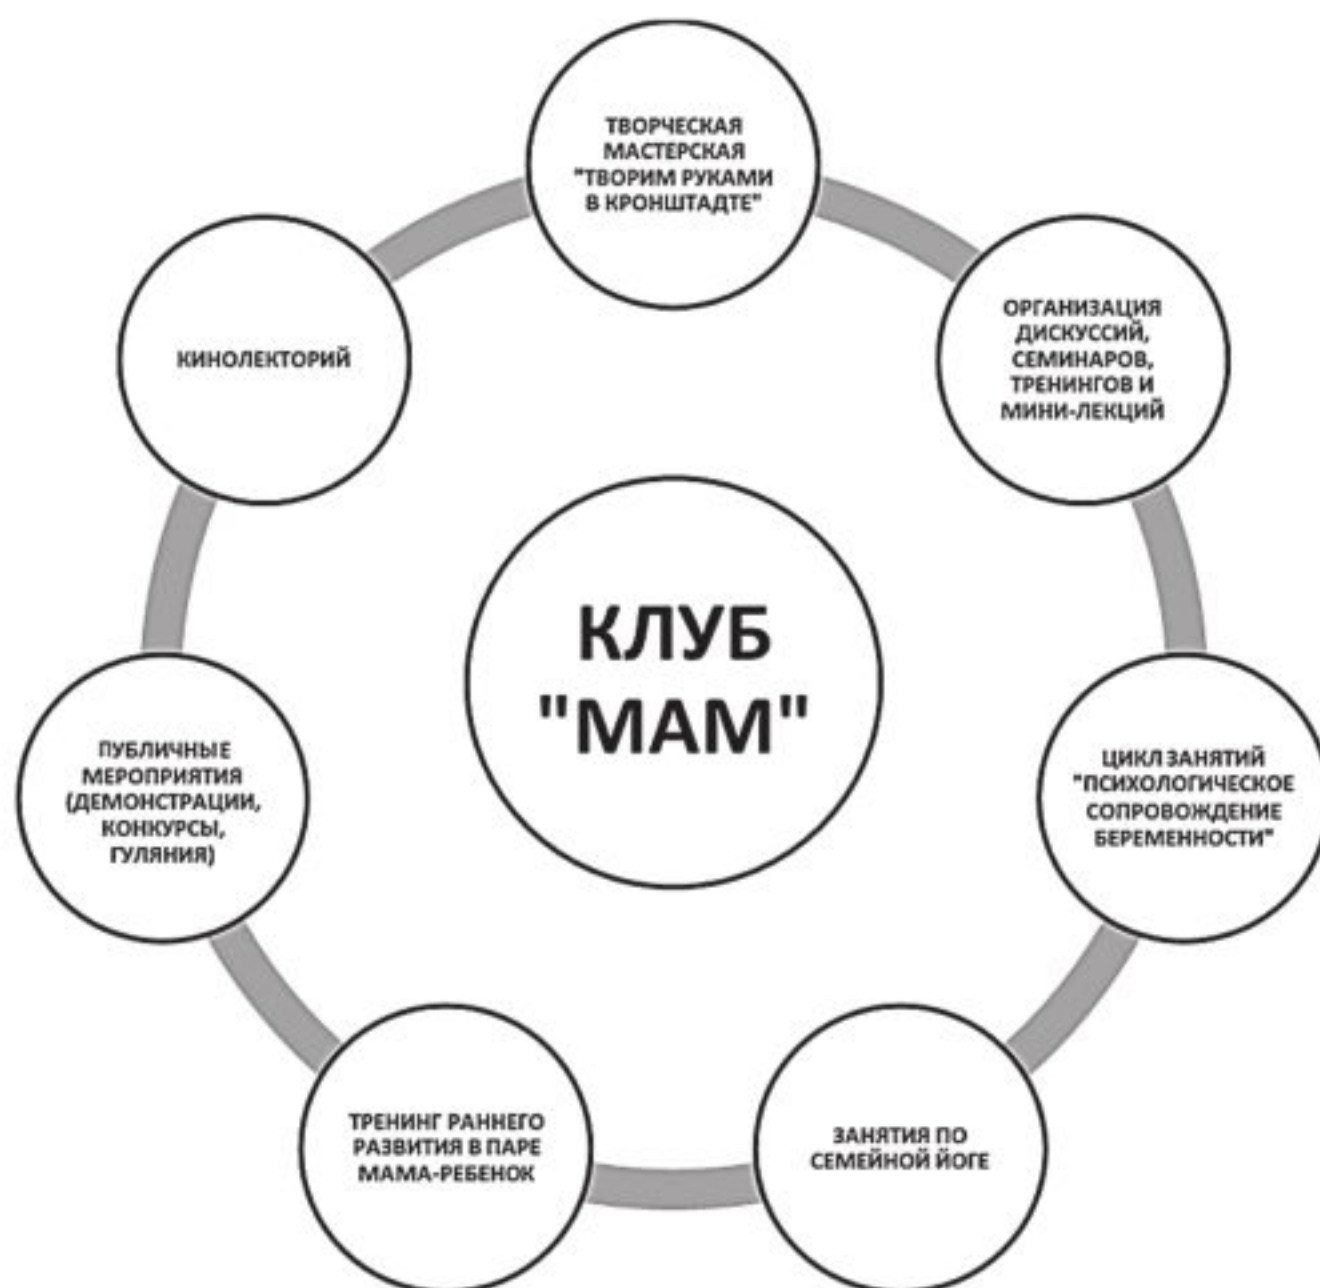 ТВОРЧЕСКАЯ
МАСТЕРСКАЯ
"ТВОРИМ РУКАМИ
В КРОНШТАДТЕ"
ОРГАНИЗАЦИЯ
ДИСКУССИЙ,
СЕМИНАРОВ,
ТРЕНИНГОВ И
МИНИ-ЛЕКЦИЙ
КИНОЛЕКТОРИЙ
КЛУБ
"МАМ"
ПУБЛИЧНЫЕ
МЕРОПРИЯТИЯ
(ДЕМОНСТРАЦИИ,
КОНКУРСЫ,
ГУЛЯНИЯ)
ЦИКЛ ЗАНЯТИЙ
"ПСИХОЛОГИЧЕСКОЕ
СОПРОВОЖДЕНИЕ
БЕРЕМЕННОСТИ"
ТРЕНИНГ РАННЕГО
РАЗВИТИЯ В ПАРЕ
МАМА-РЕБЕНОК
ЗАНЯТИЯ ПО
СЕМЕЙНОЙ ЙОГЕ